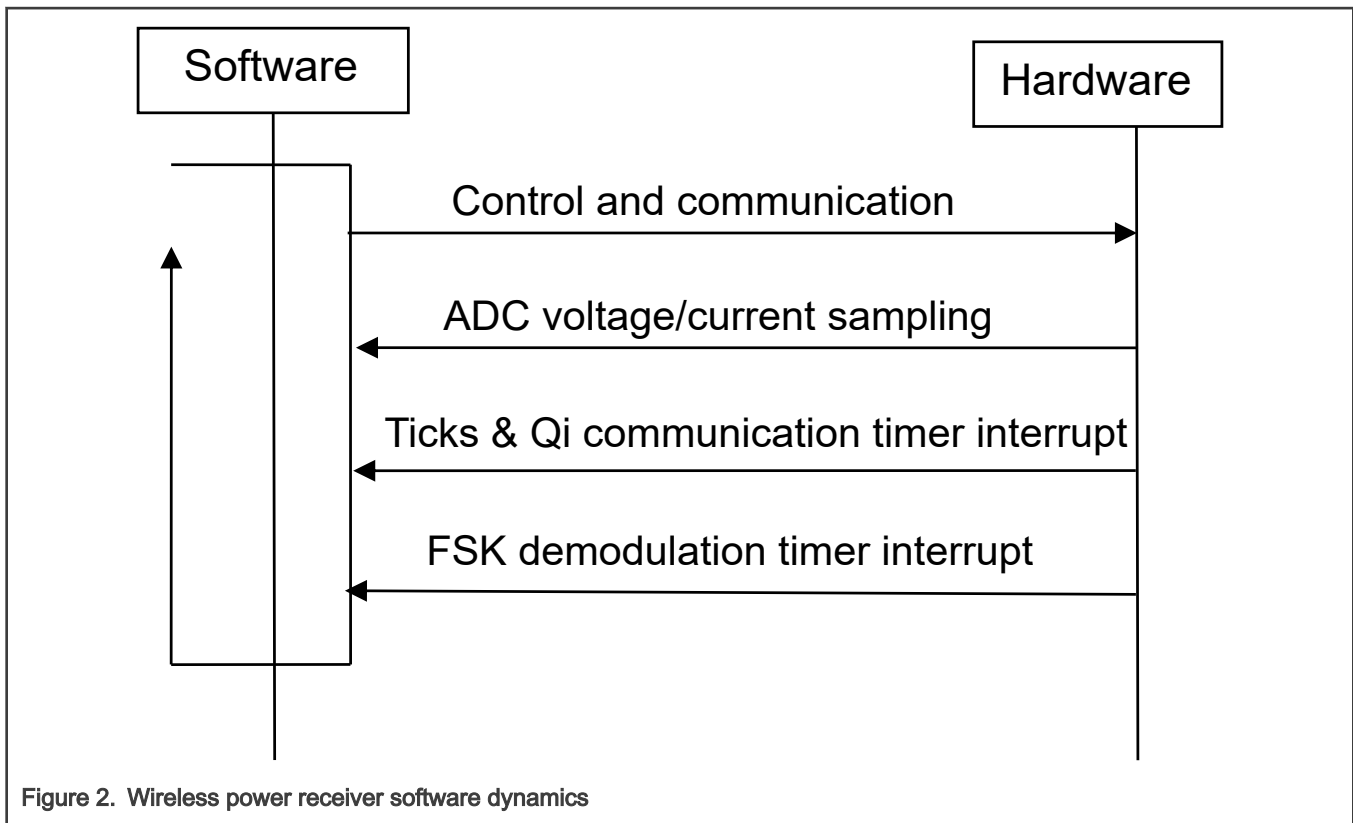 Software
Hardware
Control and communication
ADC voltage/current sampling
Ticks & Qi communication timer interrupt
FSK demodulation timer interrupt
Figure 2. Wireless power receiver software dynamics